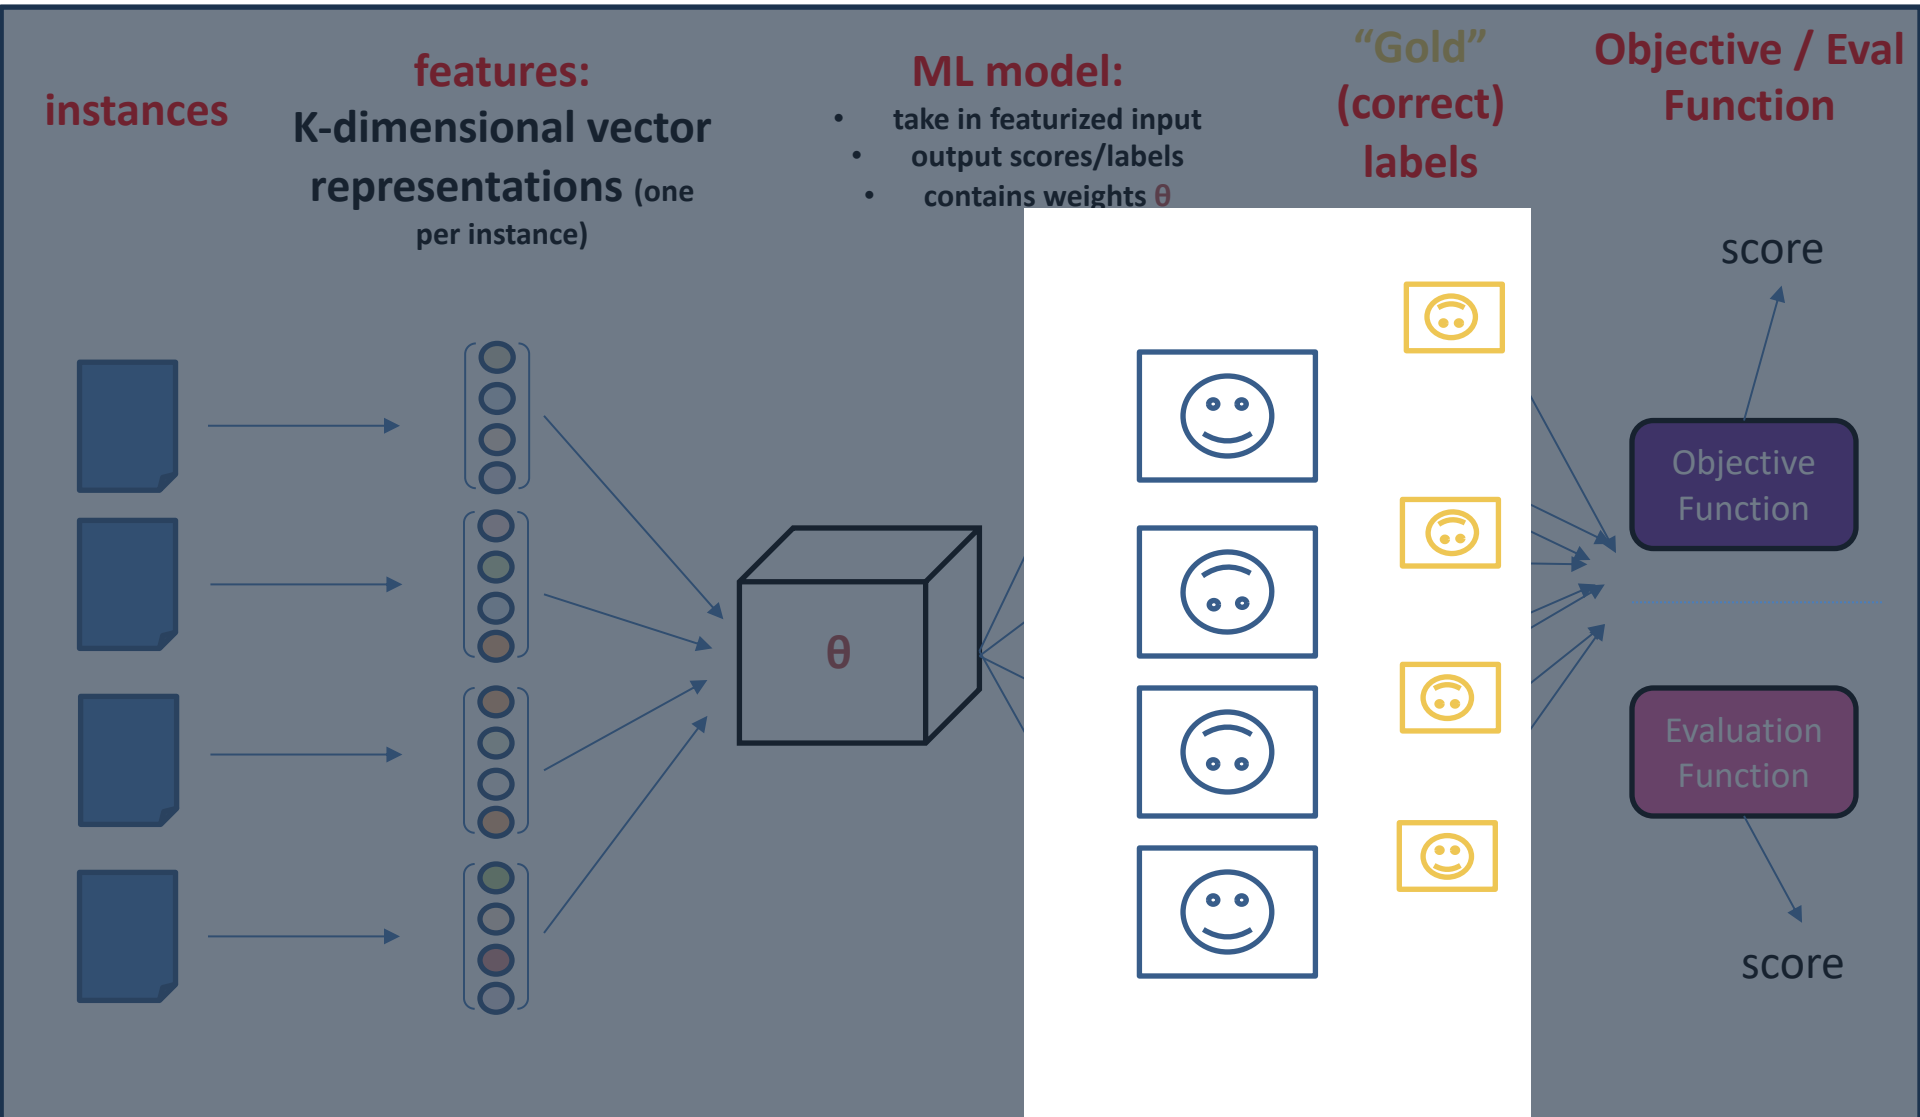 instances
features:
K-dimensional vector
representations (one
per instance)
ML model:
• take in featurized input
• output scores/labels
• contains weights θ
“Gold”
(correct)
labels
Objective / Eval
Function
score
θ
Objective
Function
Evaluation
Function
score